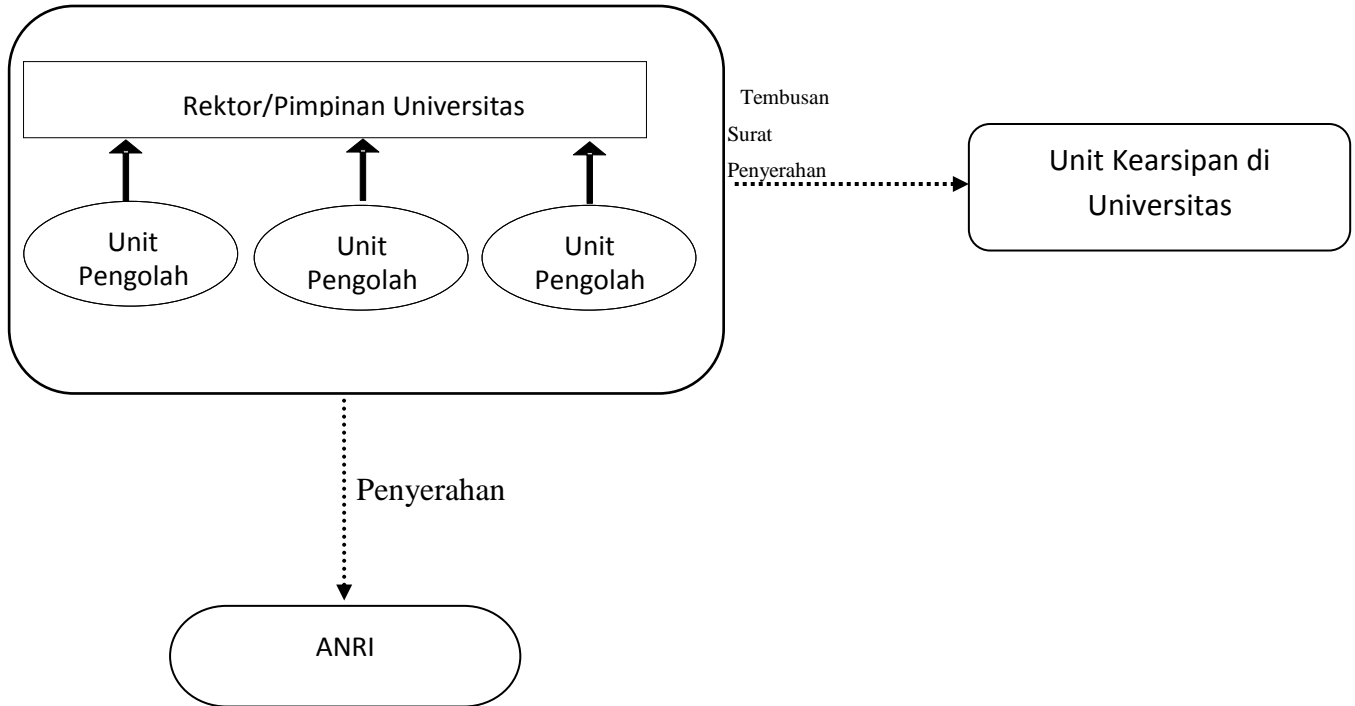 Rektor/Pimpinan Universitas
Unit
Pengolah
Unit
Pengolah
Unit
Pengolah
Tembusan
Surat
Penyerahan
Unit Kearsipan di
Universitas
Penyerahan
ANRI